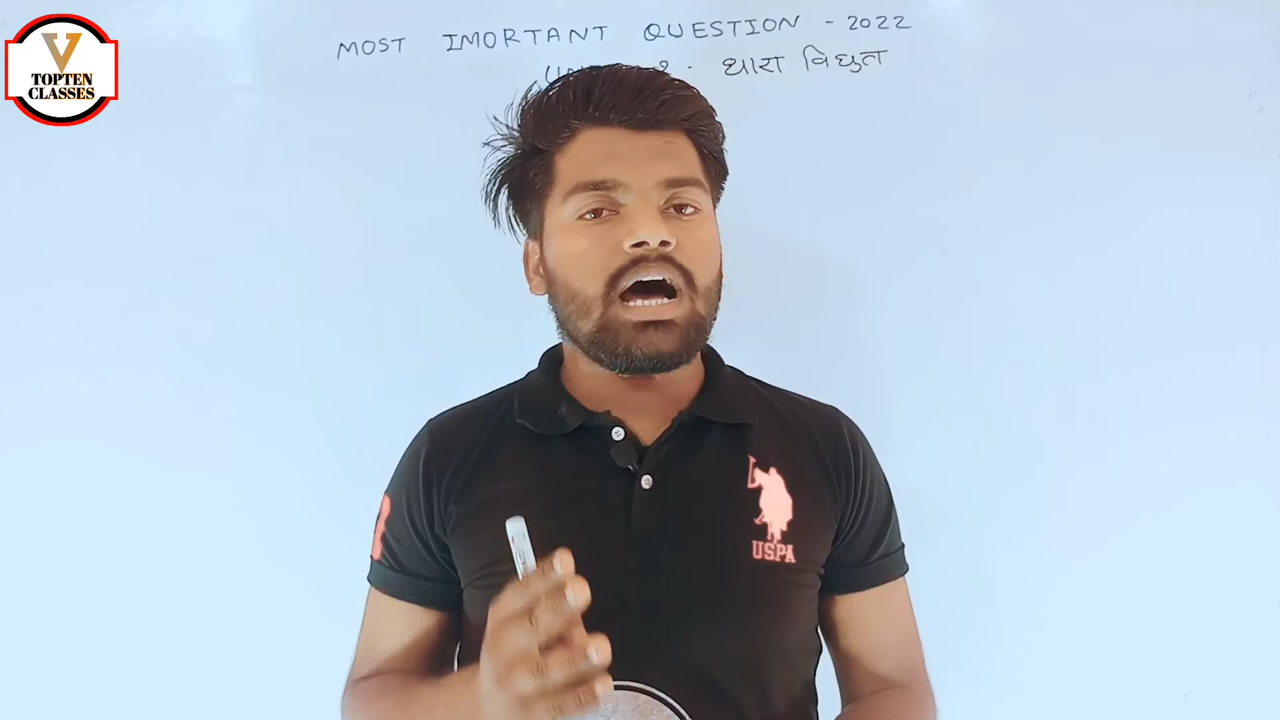 MOST IMORTANT QUESTION - 2022
धारा विद्युत
V
TOPTEN
CLASSES
USPA